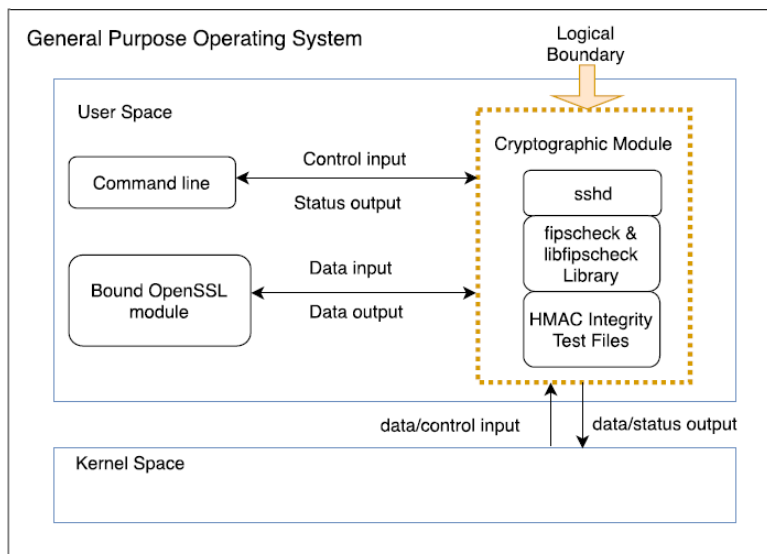 General Purpose Operating System
Logical
Boundary
User Space
Cryptographic Module
Control input
Command line
Status output
sshd
fipscheck &
libfipscheck
Library
Data input
Bound OpenSSL
module
Data output
HMAC Integrity
Test Files
data/control input
data/status output
Kernel Space